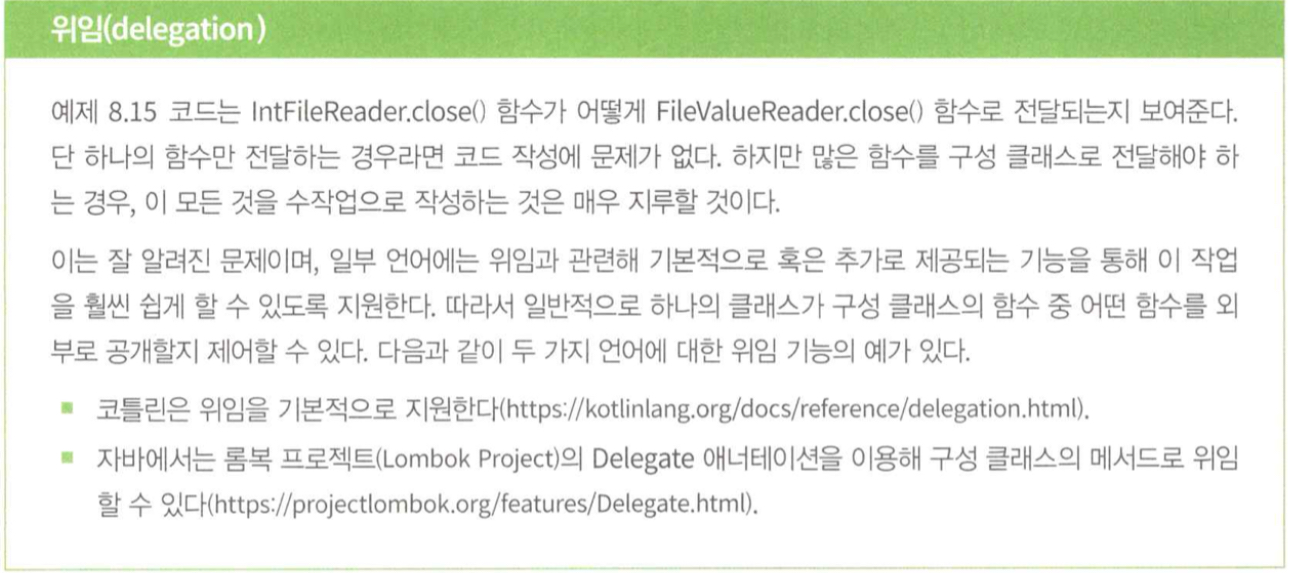 위임(delegation)
예제 8.15 코드는 IntFileReader.close() 함수가 어떻게 FileValueReader.close() 함수로 전달되는지 보여준다.
단 하나의 함수만 전달하는 경우라면 코드 작성에 문제가 없다. 하지만 많은 함수를 구성 클래스로 전달해야 하
는 경우, 이 모든 것을 수작업으로 작성하는 것은 매우 지루할 것이다.
이는 잘 알려진 문제이며, 일부 언어에는 위임과 관련해 기본적으로 혹은 추가로 제공되는 기능을 통해 이 작업
을 훨씬 쉽게 할 수 있도록 지원한다. 따라서 일반적으로 하나의 클래스가 구성 클래스의 함수 중 어떤 함수를 외
부로 공개할지 제어할 수 있다. 다음과 같이 두 가지 언어에 대한 위임 기능의 예가 있다.
■ 코틀린은 위임을 기본적으로 지원한다(https://kotlinlang.org/docs/reference/delegation.html).
■ 자바에서는 롬복 프로젝트(Lombok Project)의 Delegate 애너테이션을 이용해 구성 클래스의 메서드로 위임
할 수 있다(https://projectlombok.org/features/Delegate.html).